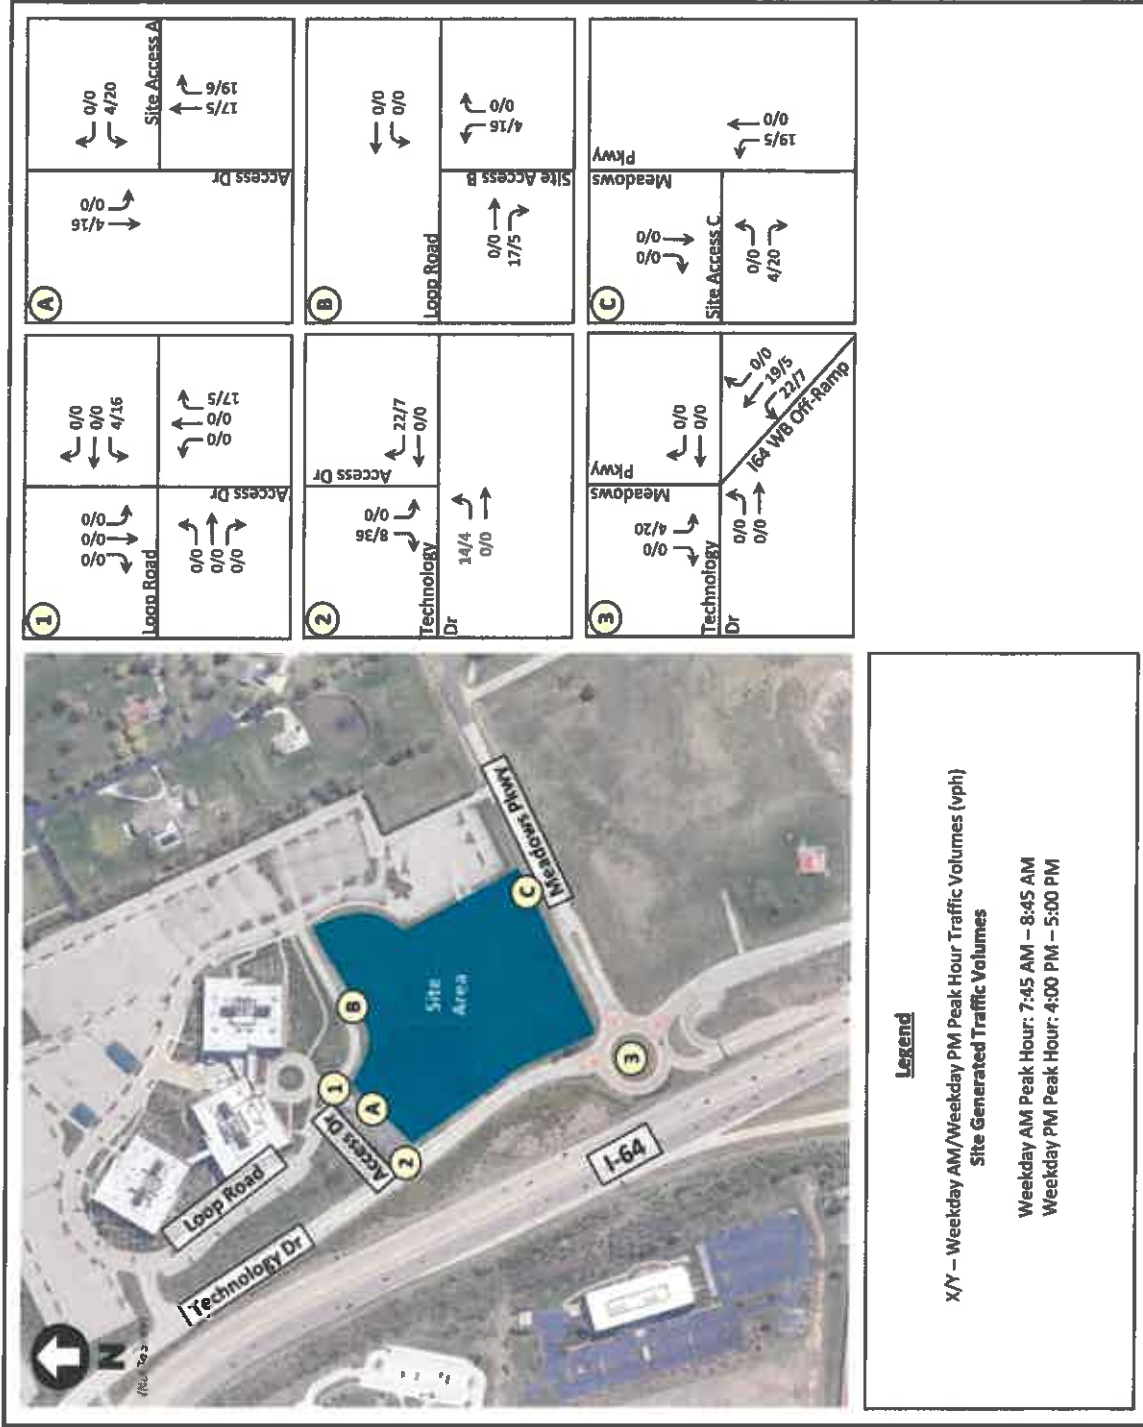 N
Technology Dr
Loop Road
Access Dr
I-64
Meadows Pkwy
Site
Area
1
A
2
B
3
C
1
0/0
0/0
0/0
0/0
0/0
4/16
Loop Road
Access Dr
0/0
0/0
0/0
0/0
0/0
17/5
A
4/16
0/0
0/0
4/20
Site Access A
Access Dr
17/5
19/6
2
8/36
0/0
Access Dr
22/7
0/0
Technology
Dr
14/4
0/0
B
0/0
0/0
Loop Road
0/0
17/5
Site Access B
4/16
0/0
3
Meadows
Pkwy
0/0
4/20
0/0
0/0
Technology
Dr
0/0
0/0
0/0
19/5
22/7
I64 WB Off-Ramp
C
Meadows
Pkwy
0/0
0/0
Site Access C
0/0
4/20
19/5
0/0
Legend
X/Y – Weekday AM/Weekday PM Peak Hour Traffic Volumes (vph)
Site Generated Traffic Volumes
Weekday AM Peak Hour: 7:45 AM – 8:45 AM
Weekday PM Peak Hour: 4:00 PM – 5:00 PM